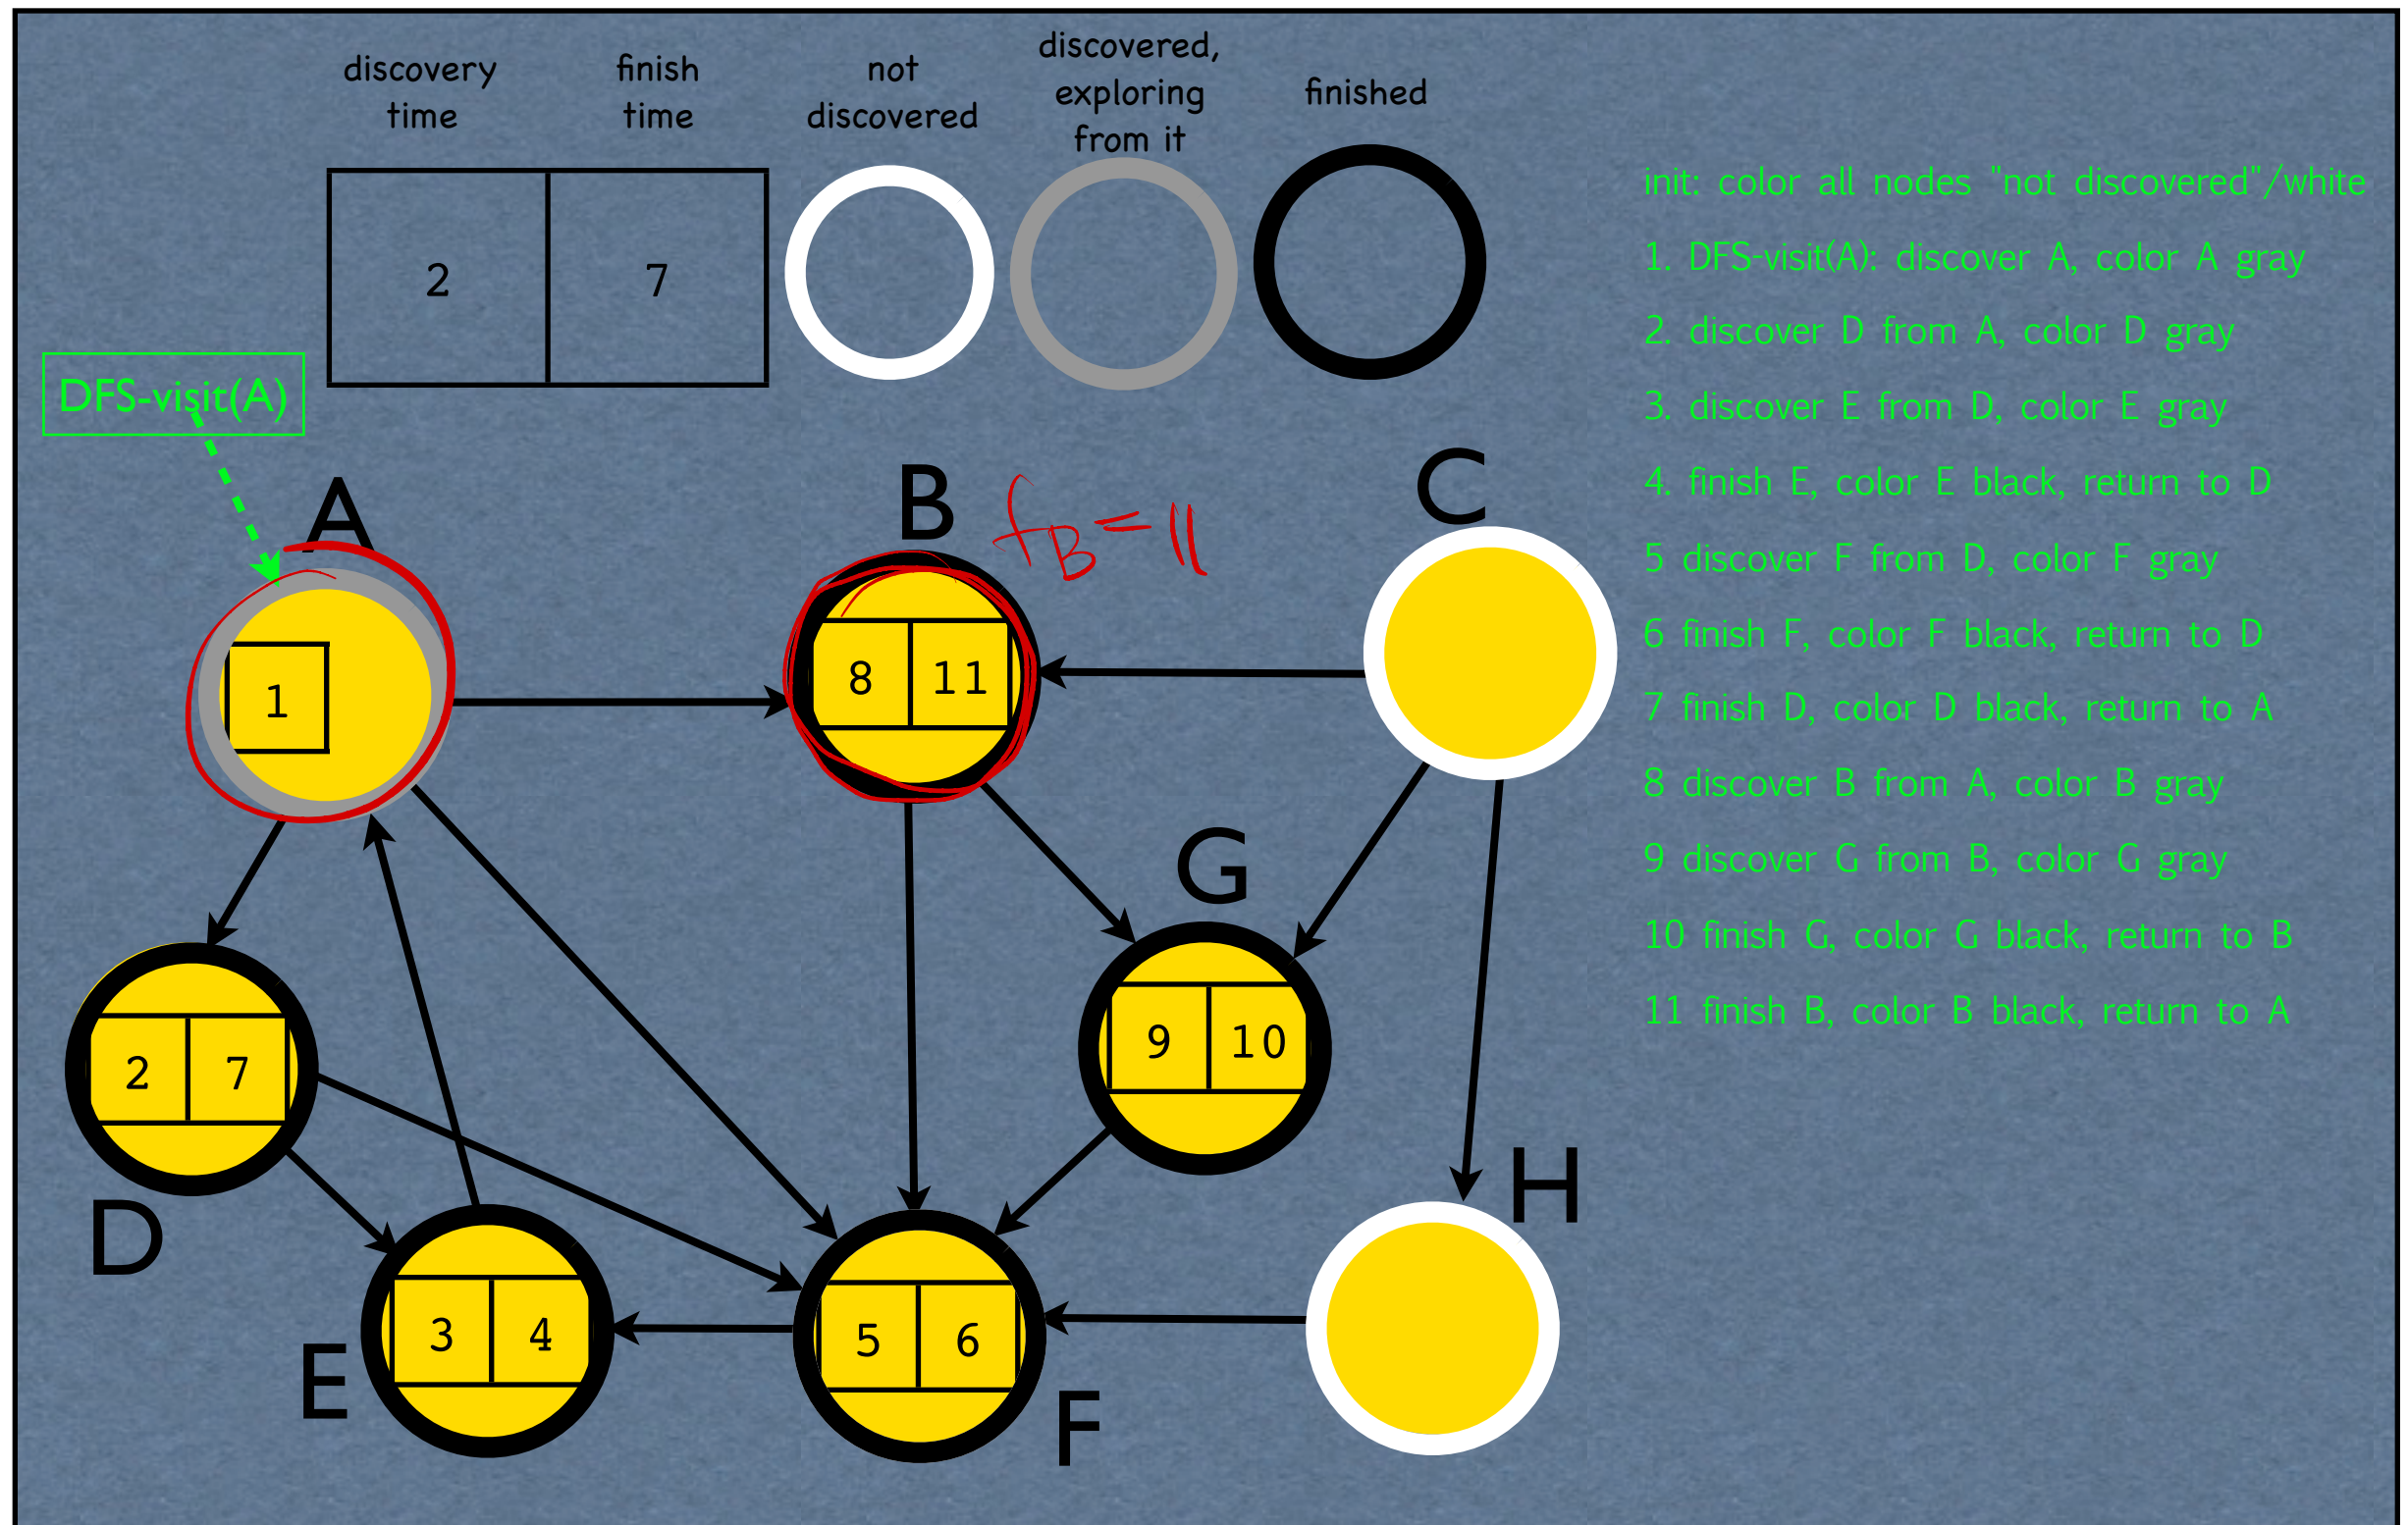 discovery
time
finish
time
not
discovered
discovered,
exploring
from it
finished
2
7
init: color all nodes "not discovered"/white
1. DFS-visit(A): discover A, color A gray
2. discover D from A, color D gray
3. discover E from D, color E gray
4. finish E, color E black, return to D
5 discover F from D, color F gray
6 finish F, color F black, return to D
7 finish D, color D black, return to A
8 discover B from A, color B gray
9 discover G from B, color G gray
10 finish G, color G black, return to B
11 finish B, color B black, return to A
DFS-visit(A)
A
B
fB=11
C
1
8
11
G
9
10
2
7
D
H
E
3
4
5
6
F